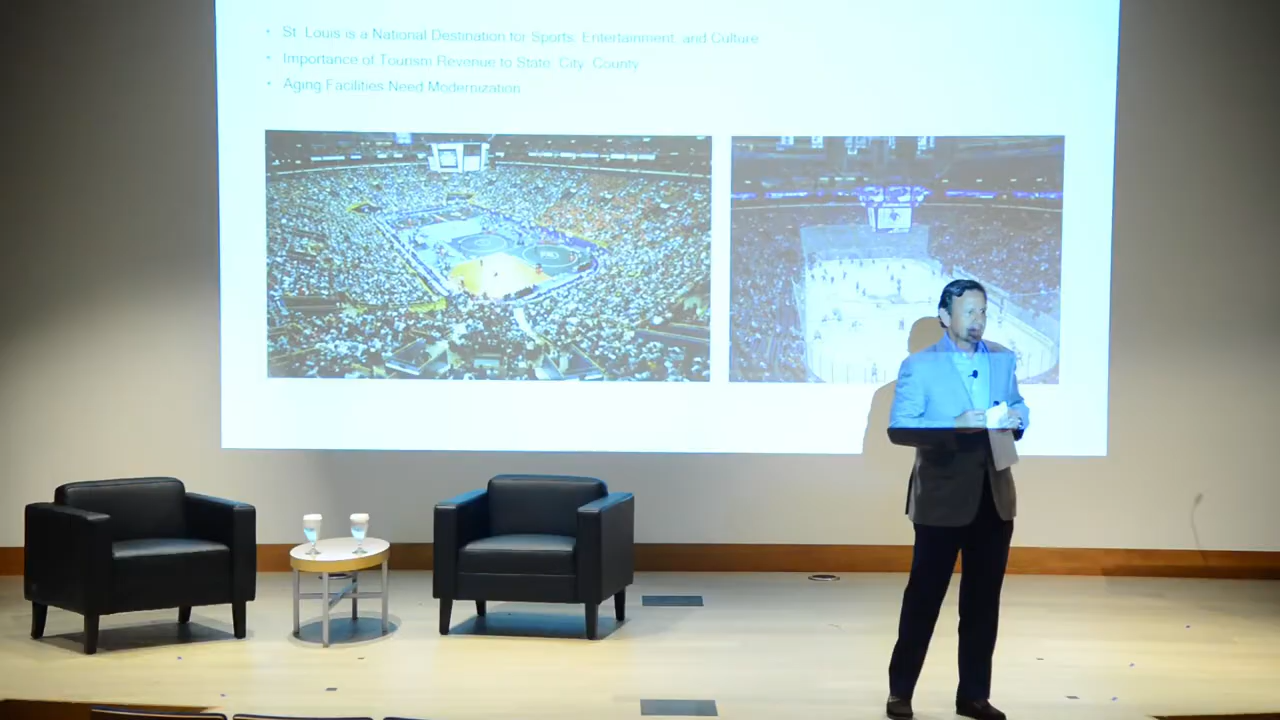 • St. Louis is a National Destination for Sports, Entertainment, and Culture
• Importance of Tourism Revenue to State, City, County
• Aging Facilities Need Modernization